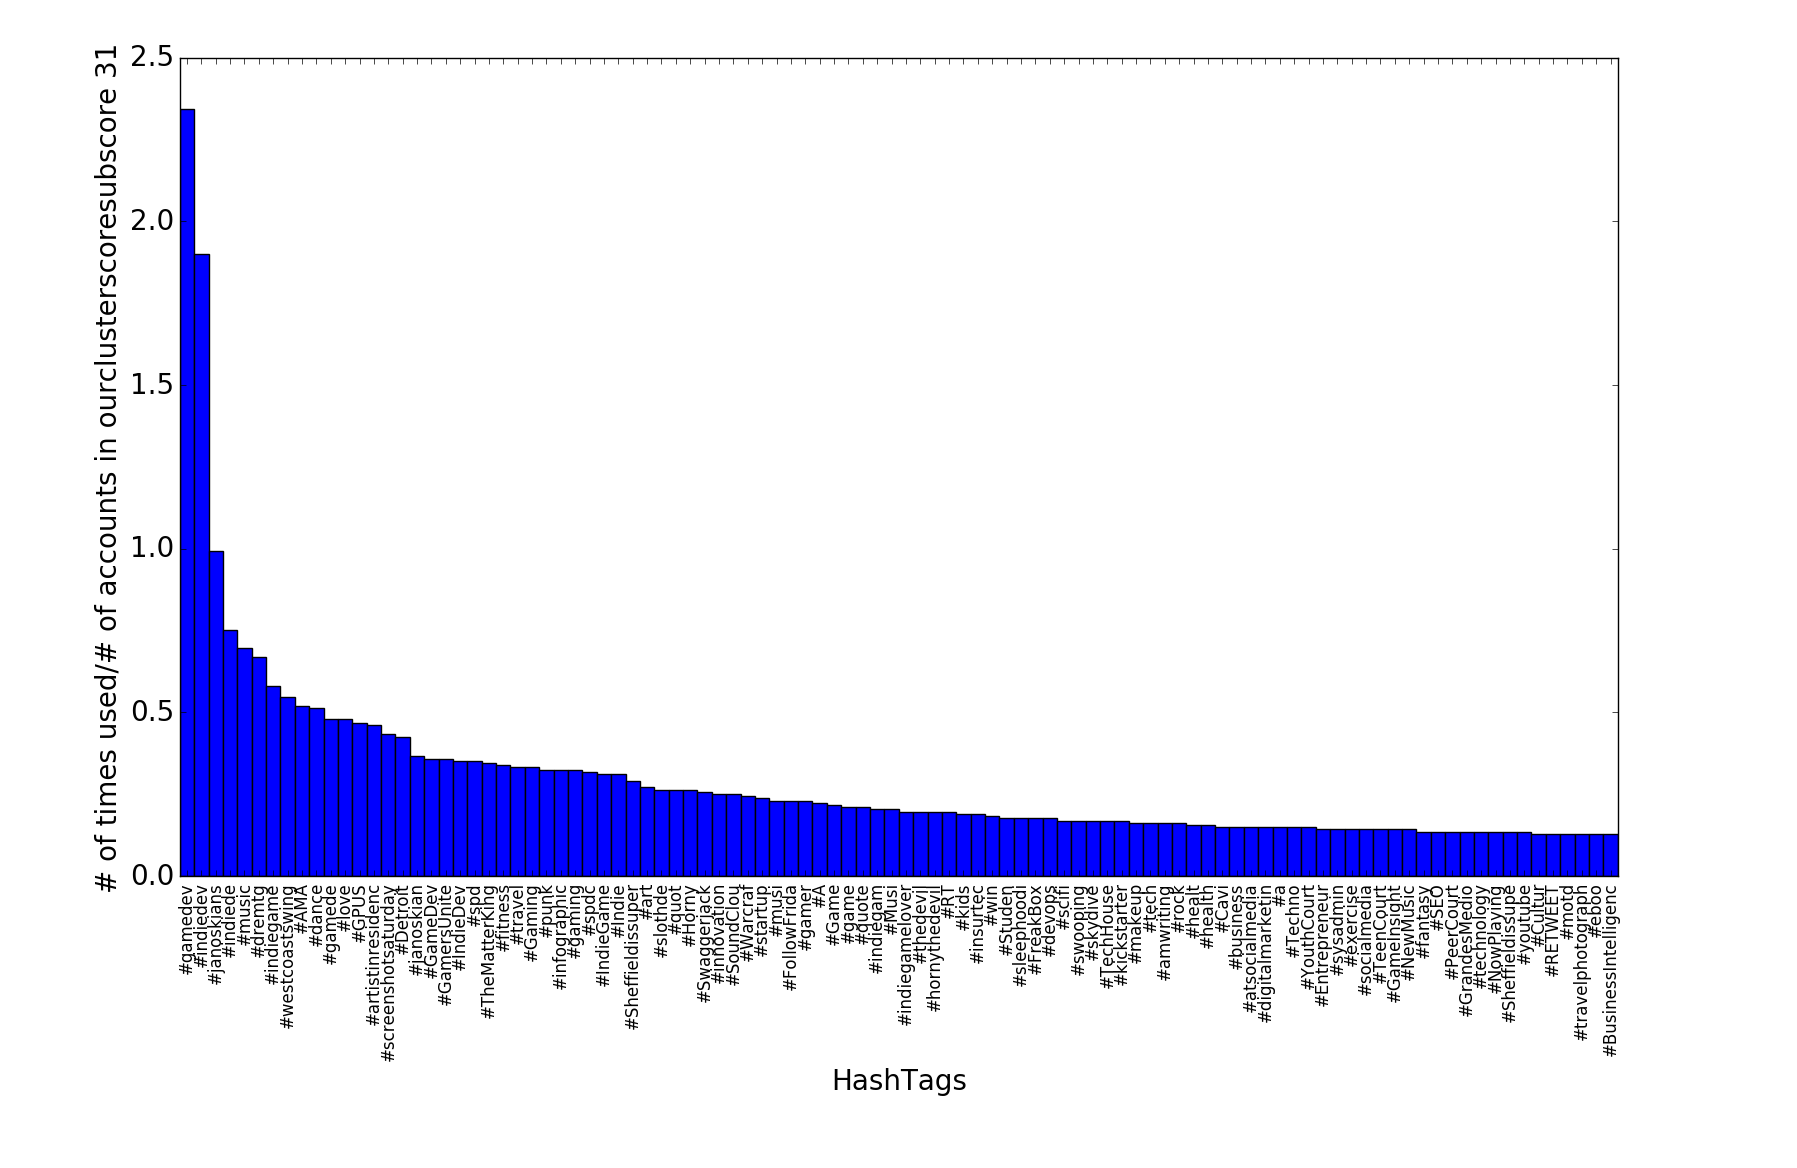 # of times used/# of accounts in ourclusterscoresubscore 31
2.5
2.0
1.5
1.0
0.5
0.0
#gamedev
#indiedev
#janoskians
#indiede
#music
#dremtg
#indiegame
#westcoastswing
#AMA
#dance
#gamede
#love
#GPUS
#artistinresidenc
#screenshotsaturday
#Detroit
#janoskian
#GameDev
#GamersUnite
#IndieDev
#spd
#TheMatterKing
#fitness
#travel
#Gaming
#punk
#infographic
#gaming
#spdc
#IndieGame
#Indie
#Sheffieldissuper
#art
#slothde
#quot
#Horny
#Swaggerjack
#innovation
#SoundClou
#Warcraf
#startup
#musi
#FollowFrida
#gamer
#A
#Game
#game
#quote
#indiegam
#Musi
#indiegamelover
#thedevil
#hornythedevil
#RT
#kids
#insurtec
#win
#Studen
#sleephoodi
#FreakBox
#devops
#scifi
#swooping
#skydive
#TechHouse
#kickstarter
#makeup
#tech
#amwriting
#rock
#healt
#health
#Cavi
#business
#atsocialmedia
#digitalmarketin
#a
#Techno
#YouthCourt
#Entrepreneur
#sysadmin
#exercise
#socialmedia
#TeenCourt
#GameInsight
#NewMusic
#fantasy
#SEO
#PeerCourt
#GrandesMedio
#technology
#NowPlaying
#Sheffieldissupe
#youtube
#Cultur
#RETWEET
#motd
#travelphotograph
#eboo
#BusinessIntelligenc
HashTags